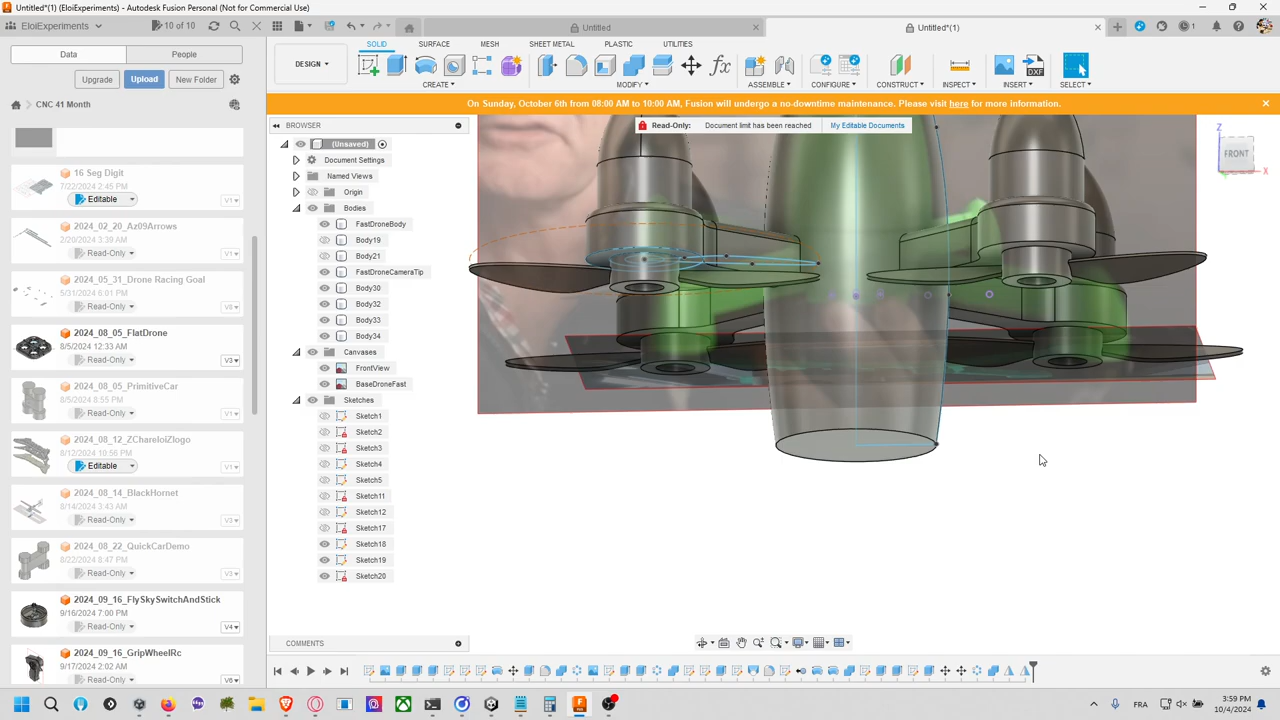 Untitled*(1) (EloiExperiments) - Autodesk Fusion Personal (Not for Commercial Use)
EloiExperiments
10 of 10
Untitled
Untitled*(1)
1
Data
People
SOLID
SURFACE
MESH
SHEET METAL
PLASTIC
UTILITIES
Upgrade
Upload
New Folder
DESIGN
CREATE
MODIFY
ASSEMBLE
CONFIGURE
CONSTRUCT
INSPECT
INSERT
SELECT
CNC 41 Month
On Sunday, October 6th from 08:00 AM to 10:00 AM, Fusion will undergo a no-downtime maintenance. Please visit here for more information.
BROWSER
Read-Only:
Document limit has been reached
My Editable Documents
(Unsaved)
Document Settings
Named Views
Origin
Bodies
FastDroneBody
Body19
Body21
FastDroneCameraTip
Body30
Body32
Body33
Body34
Canvases
FrontView
BaseDroneFast
Sketches
Sketch1
Sketch2
Sketch3
Sketch4
Sketch5
Sketch11
Sketch12
Sketch17
Sketch18
Sketch19
Sketch20
COMMENTS
16 Seg Digit
7/22/2024 2:45 PM
Editable
V1
2024_02_20_Az09Arrows
2/20/2024 3:39 AM
Read-Only
V1
2024_05_31_Drone Racing Goal
5/31/2024 6:01 PM
Read-Only
V6
2024_08_05_FlatDrone
8/5/2024 12:33 AM
Read-Only
V3
2024_08_05_PrimitiveCar
8/5/2024 8:55 PM
Read-Only
V1
2024_08_12_ZChareloiZlogo
8/12/2024 10:56 PM
Editable
V1
2024_08_14_BlackHornet
8/14/2024 3:43 AM
Read-Only
V3
2024_08_22_QuickCarDemo
8/22/2024 8:47 PM
Read-Only
V2
2024_09_16_FlySkySwitchAndStick
9/16/2024 7:00 PM
Read-Only
V4
2024_09_16_GripWheelRc
9/17/2024 2:02 AM
Read-Only
V6
Z
FRONT
X
FRA
3:59 PM
10/4/2024